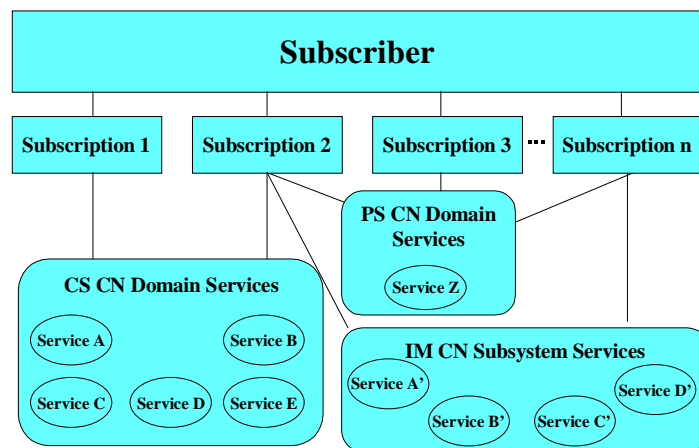 Subscriber
Subscription 1
Subscription 2
Subscription 3
...
Subscription n
PS CN Domain
Services
Service Z
CS CN Domain Services
Service A
Service B
Service C
Service D
Service E
IM CN Subsystem Services
Service A’
Service D’
Service B’
Service C’